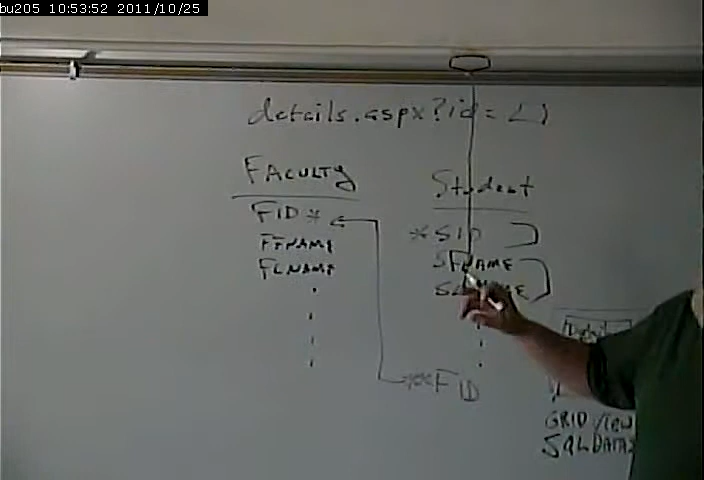 bu205 10:53:52 2011/10/25
details.aspx?id=
FACULTY
FID *
FFNAME
FLNAME
Student
*SID
SFNAME
**FID
GRID
SQLDATA